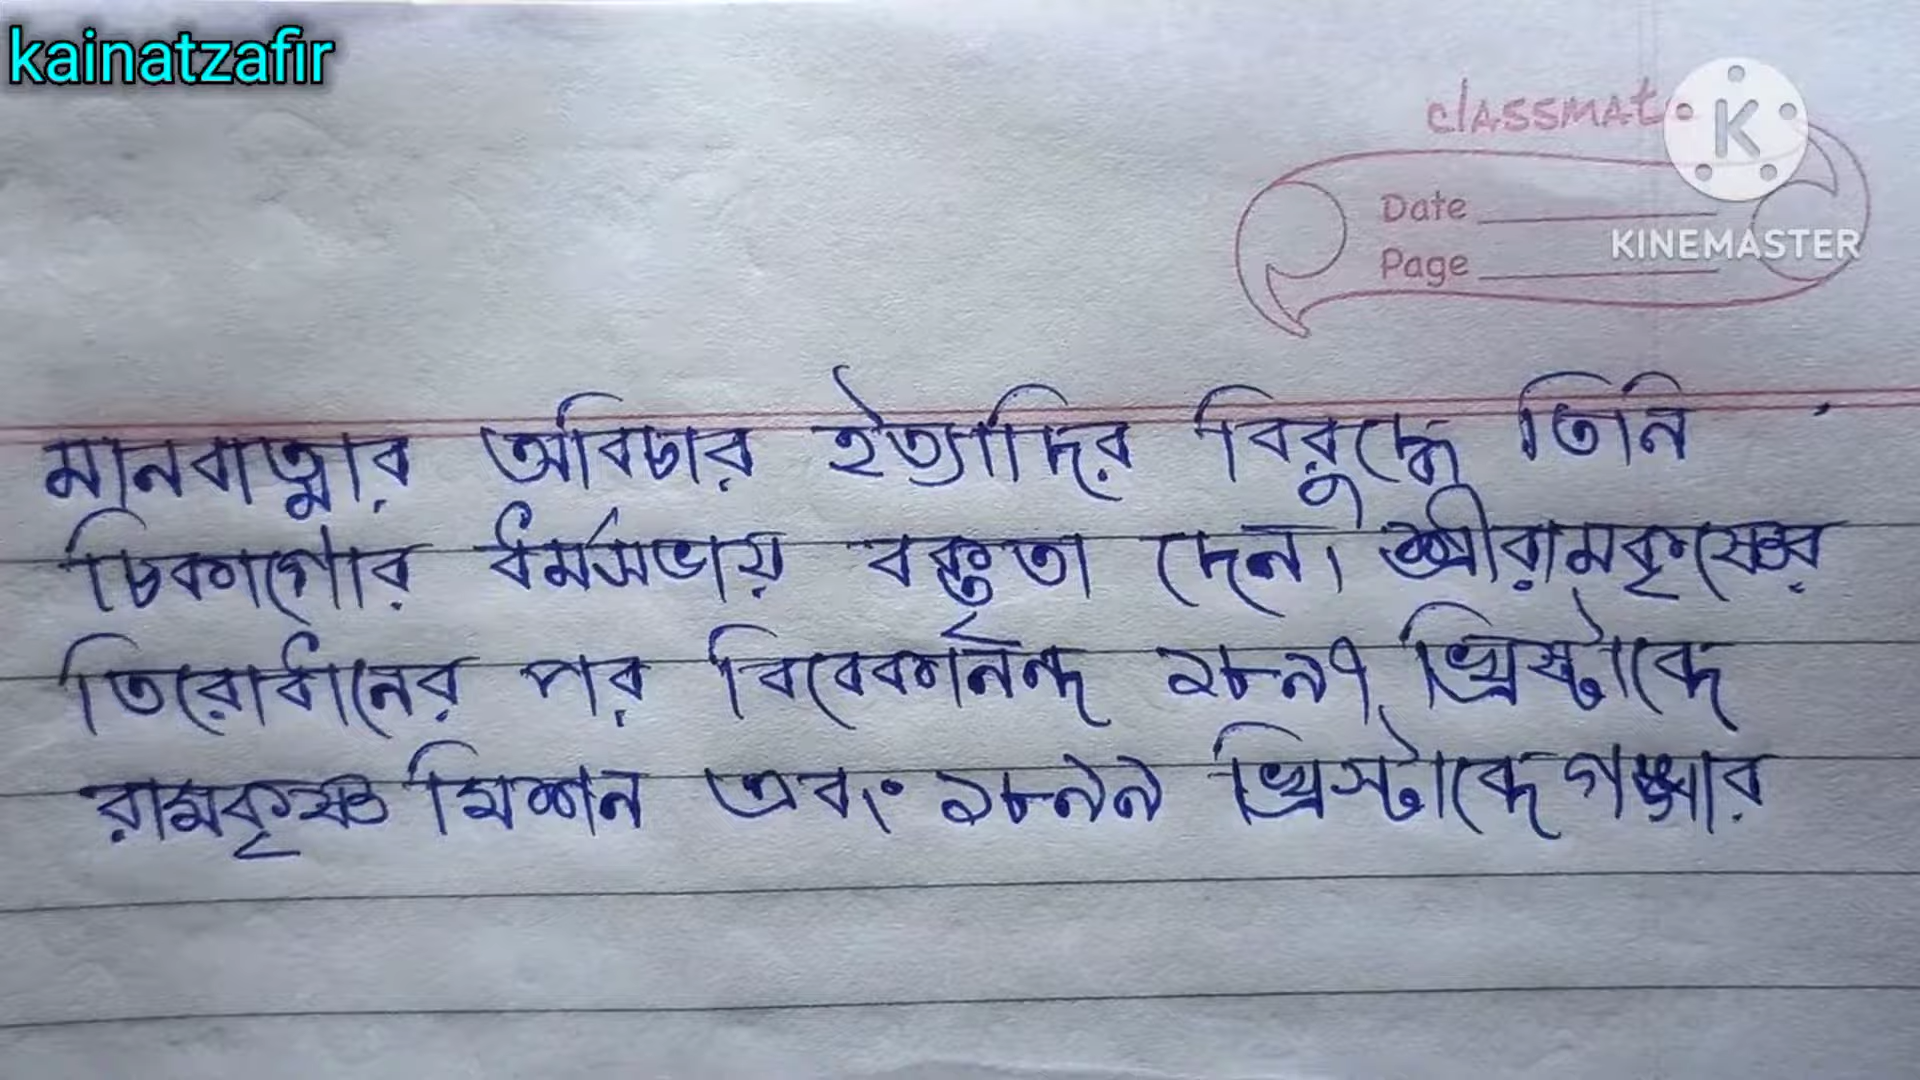 kainatzafir
classmat
K
Date
Page
KINEMASTER
মানবাত্মার অবিচার ইত্যাদির বিরুদ্ধে তিনি
চিকাগোর ধর্মসভায় বক্তৃতা দেন। শ্রীরামকৃষ্ণের
তিরোধানের পর বিবেকানন্দ ১৮৯৭ খ্রিস্টাব্দে
রামকৃষ্ণ মিশন এবং ১৮৯৯ খ্রিস্টাব্দে গঙ্গার